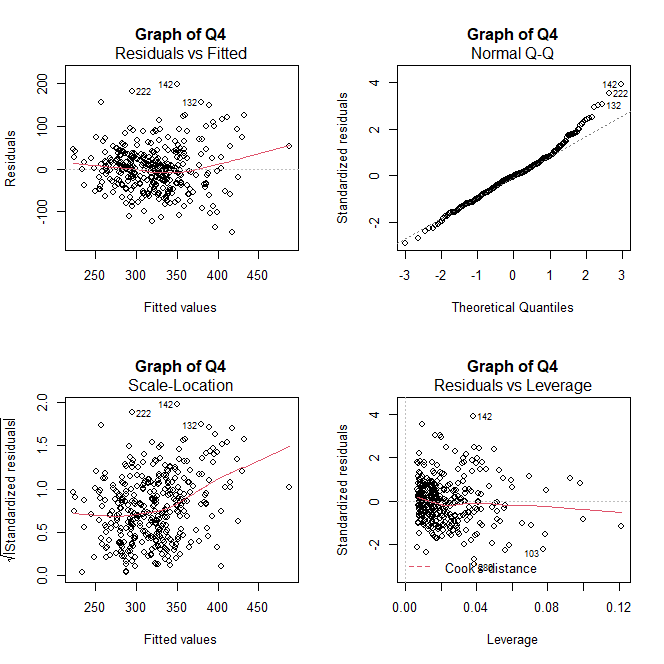 Graph of Q4
Residuals vs Fitted
Residuals
-100 0 100 200
142
222
132
250 300 350 400 450
Fitted values
Graph of Q4
Normal Q-Q
Standardized residuals
-2 0 2 4
142
222
132
-3 -2 -1 0 1 2 3
Theoretical Quantiles
Graph of Q4
Scale-Location
√|Standardized residuals|
0.0 0.5 1.0 1.5 2.0
142
222
132
250 300 350 400 450
Fitted values
Graph of Q4
Residuals vs Leverage
Standardized residuals
-2 0 2 4
142
103
Cook's distance
0.00 0.04 0.08 0.12
Leverage